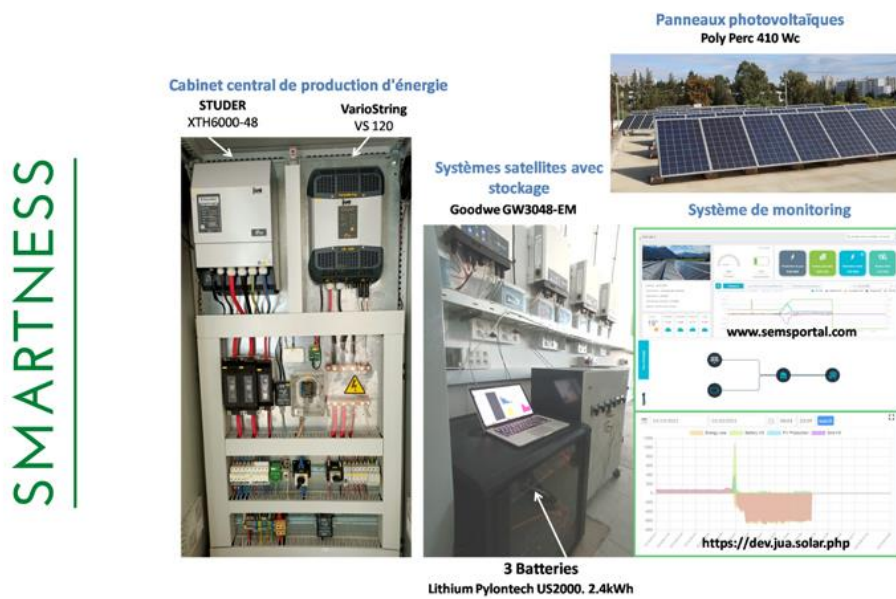 SMARTNESS
Panneaux photovoltaïques
Poly Perc 410 Wc
Cabinet central de production d'énergie
STUDER
XTH6000-48
VarioString
VS 120
Systèmes satellites avec
stockage
Goodwe GW3048-EM
Système de monitoring
www.semsportal.com
https://dev.jua.solar.php
3 Batteries
Lithium Pylontech US2000. 2.4kWh